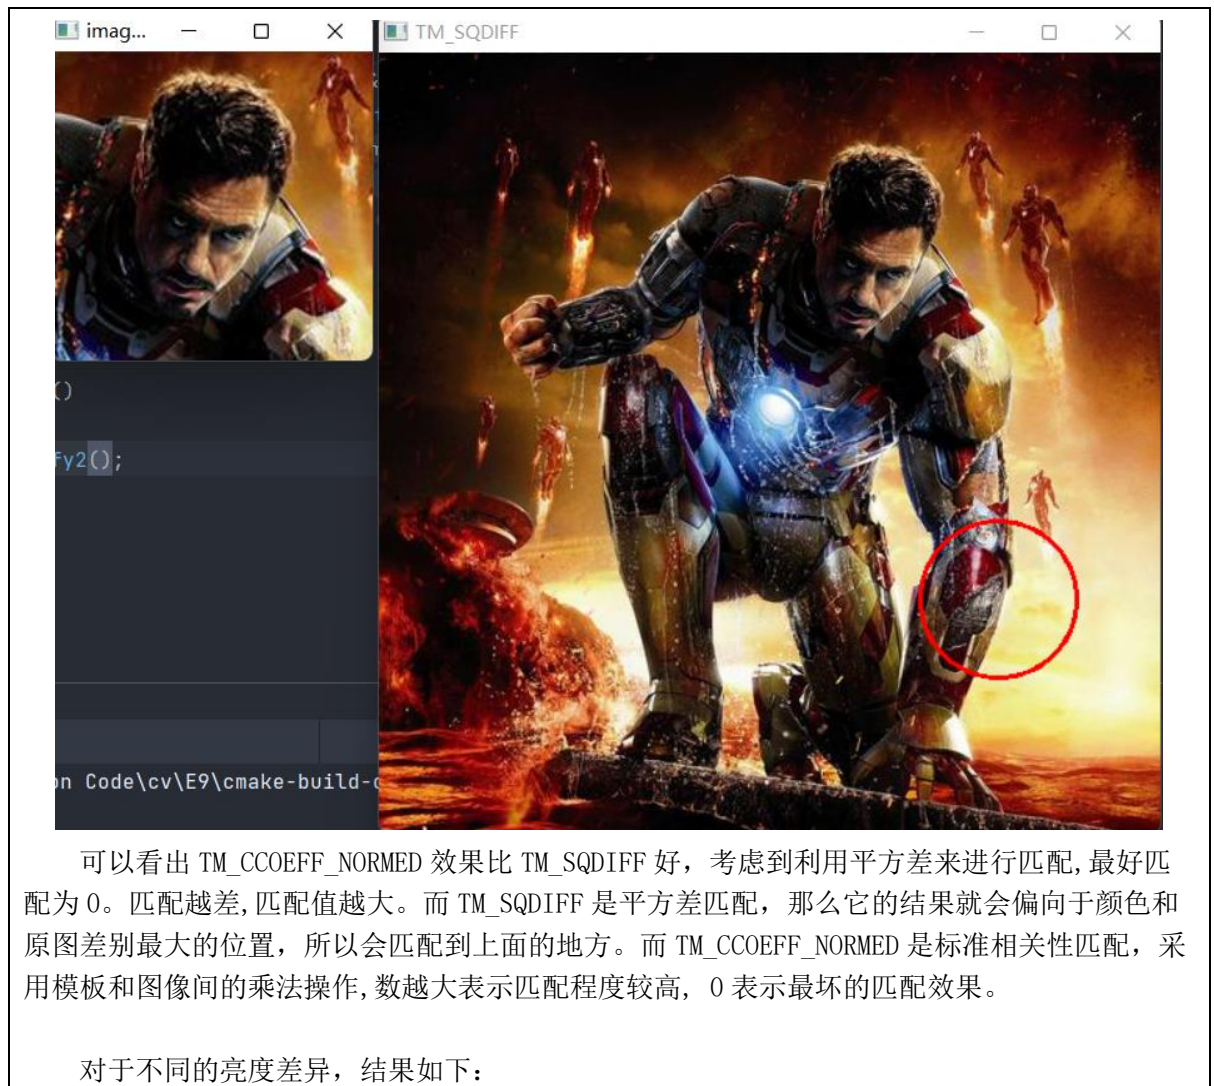 imag...
TM_SQDIFF
()
fy2();
on Code\cv\E9\cmake-build-
可以看出 TM_CCOEFF_NORMED 效果比 TM_SQDIFF 好，考虑到利用平方差来进行匹配,最好匹
配为 0。匹配越差,匹配值越大。而 TM_SQDIFF 是平方差匹配，那么它的结果就会偏向于颜色和
原图差别最大的位置，所以会匹配到上面的地方。而 TM_CCOEFF_NORMED 是标准相关性匹配，采
用模板和图像间的乘法操作,数越大表示匹配程度较高, 0 表示最坏的匹配效果。
对于不同的亮度差异，结果如下：